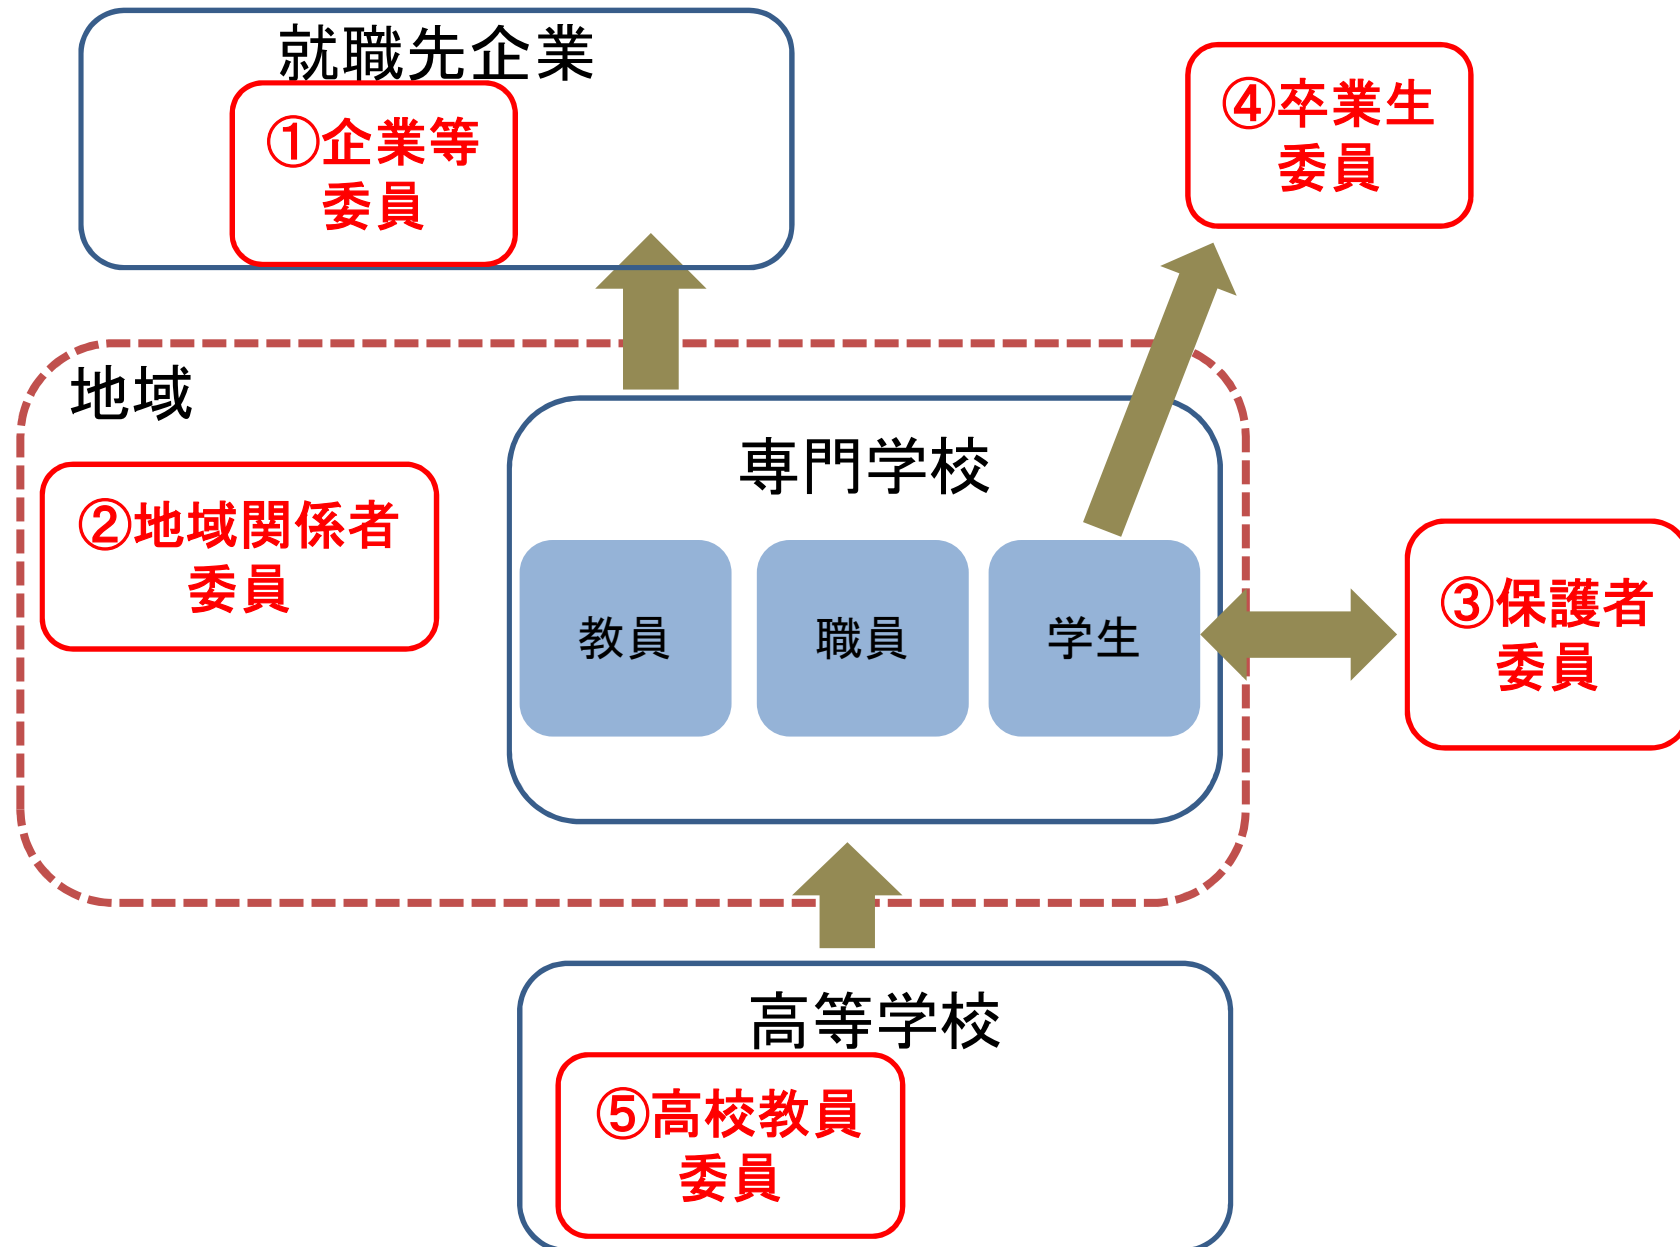 就職先企業
①企業等
委員
④卒業生
委員
地域
②地域関係者
委員
専門学校
教員
職員
学生
③保護者
委員
高等学校
⑤高校教員
委員